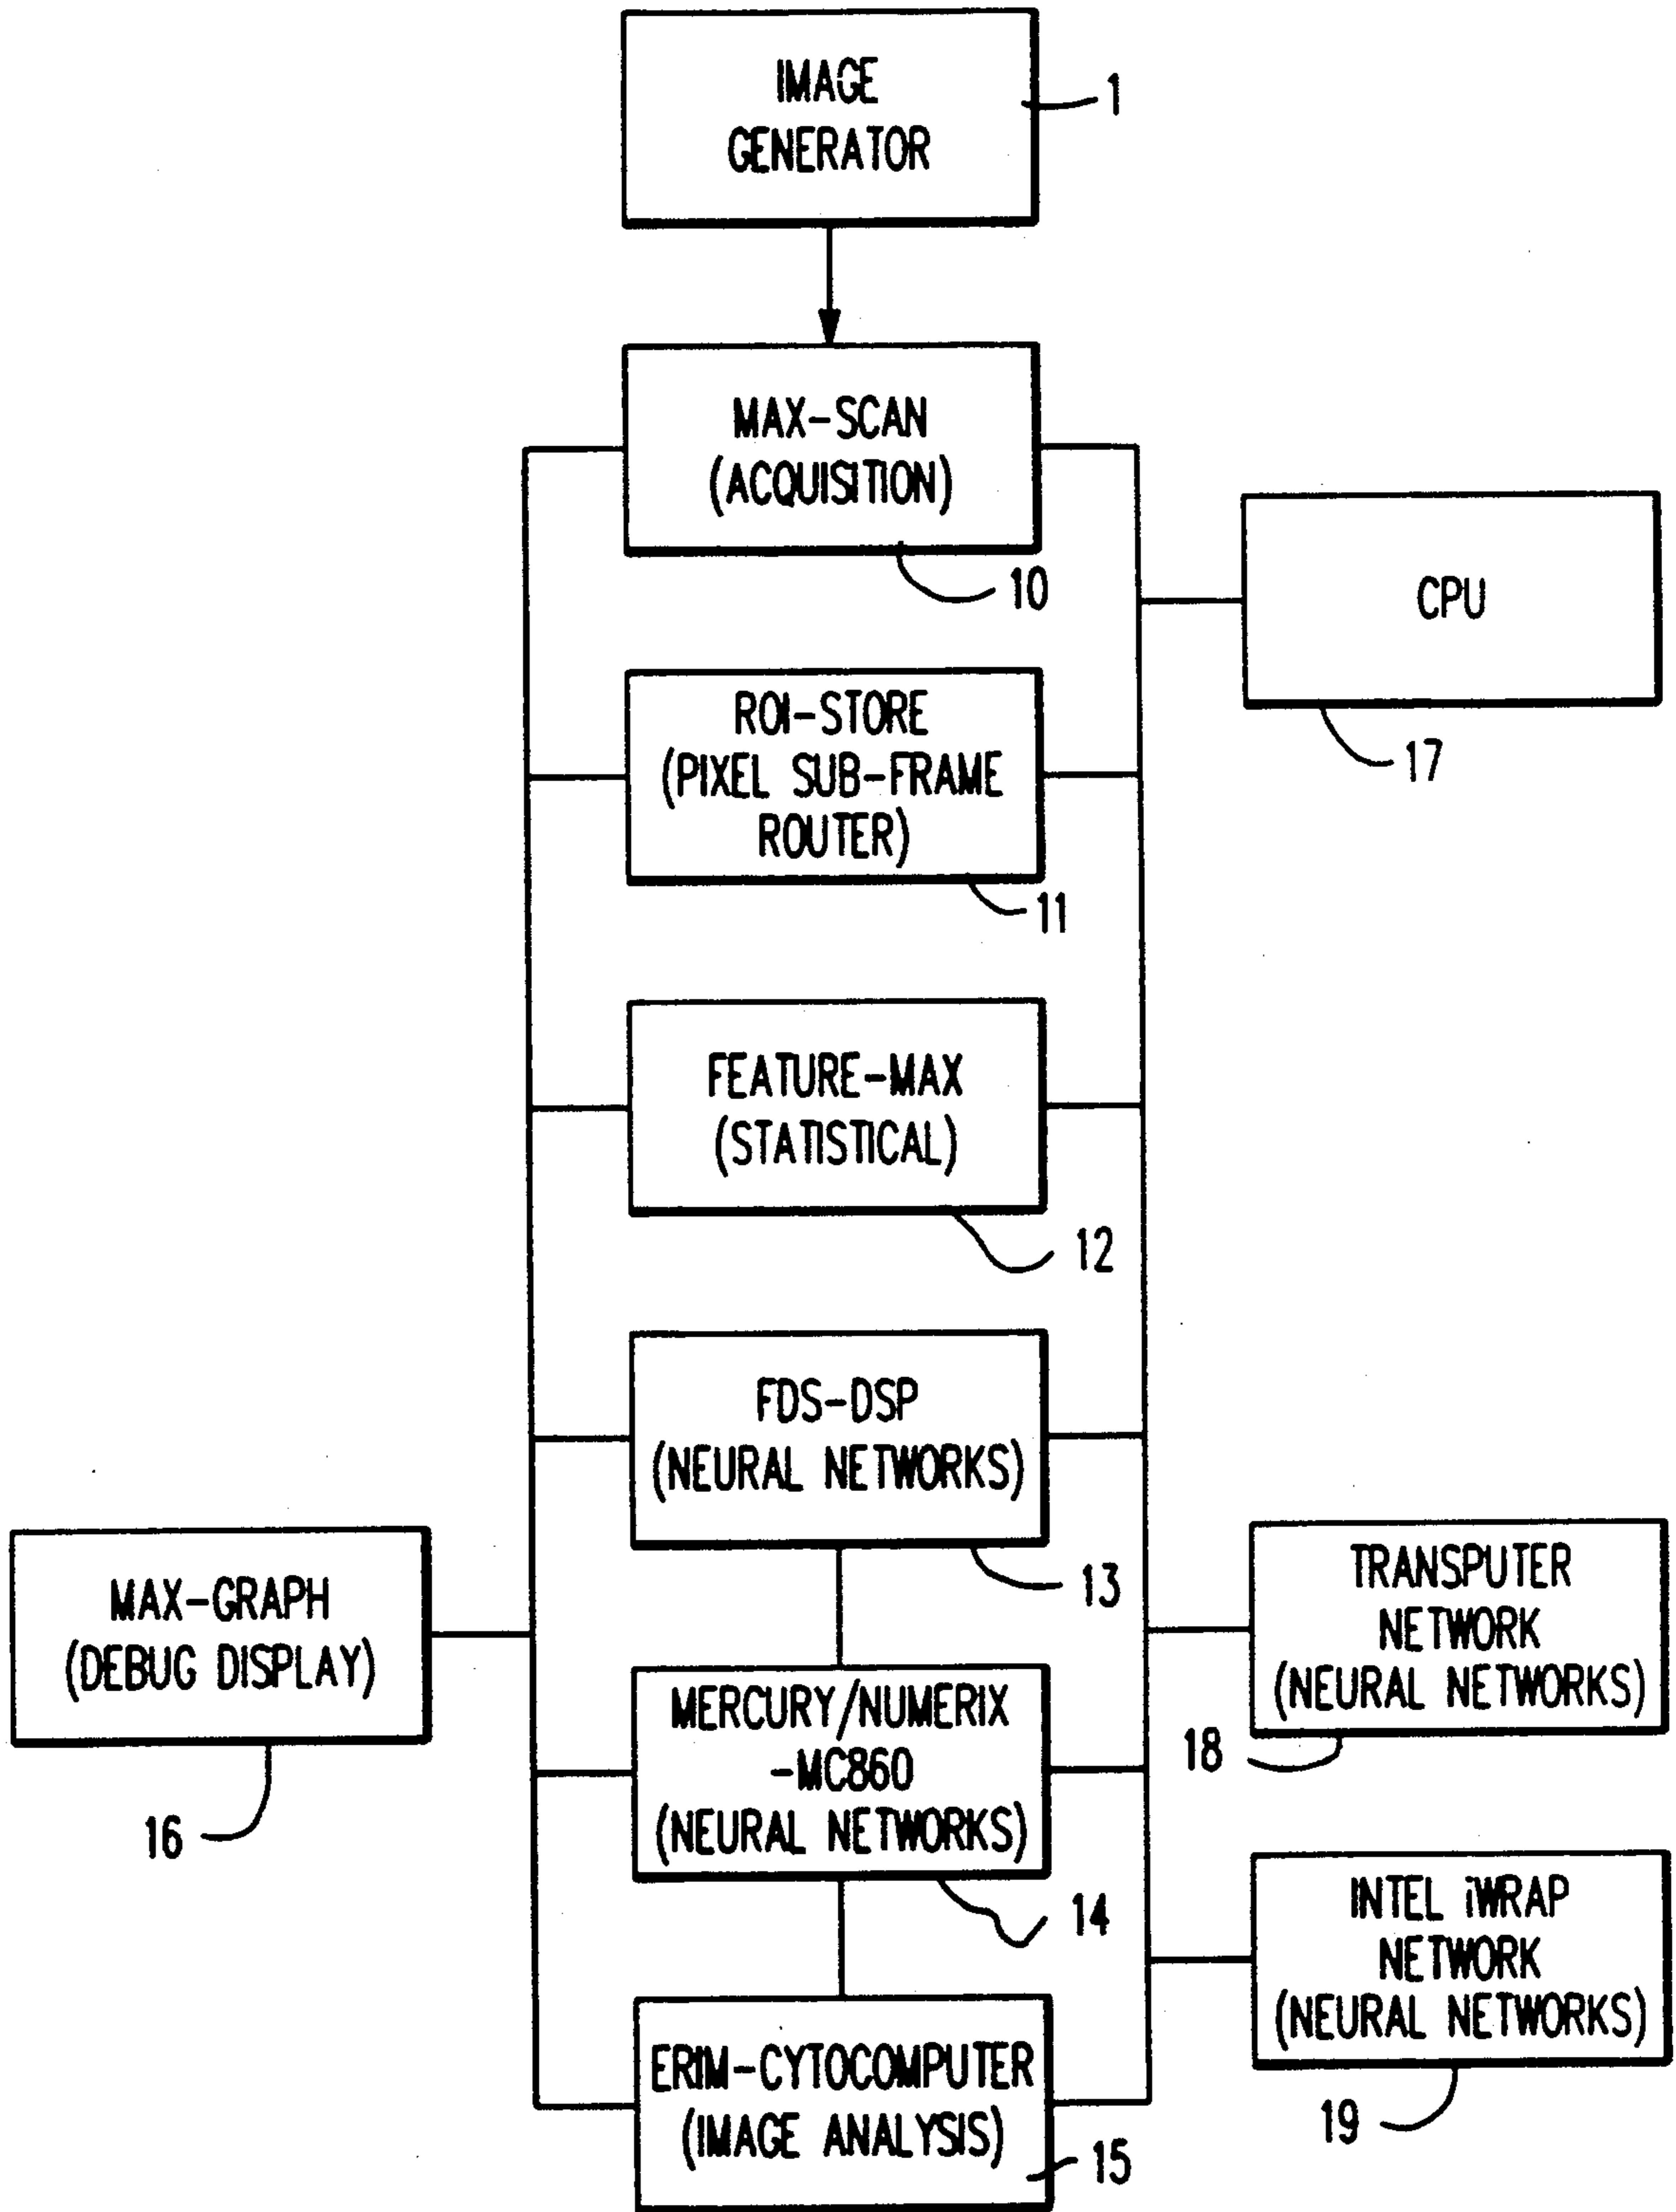 IMAGE
GENERATOR
1
MAX-SCAN
(ACQUISITION)
10
CPU
17
ROI-STORE
(PIXEL SUB-FRAME
ROUTER)
11
FEATURE-MAX
(STATISTICAL)
12
FDS-DSP
(NEURAL NETWORKS)
13
MAX-GRAPH
(DEBUG DISPLAY)
16
TRANSPUTER
NETWORK
(NEURAL NETWORKS)
18
MERCURY/NUMERIX
-MC860
(NEURAL NETWORKS)
14
INTEL iWRAP
NETWORK
(NEURAL NETWORKS)
19
ERIM-CYTOCOMPUTER
(IMAGE ANALYSIS)
15